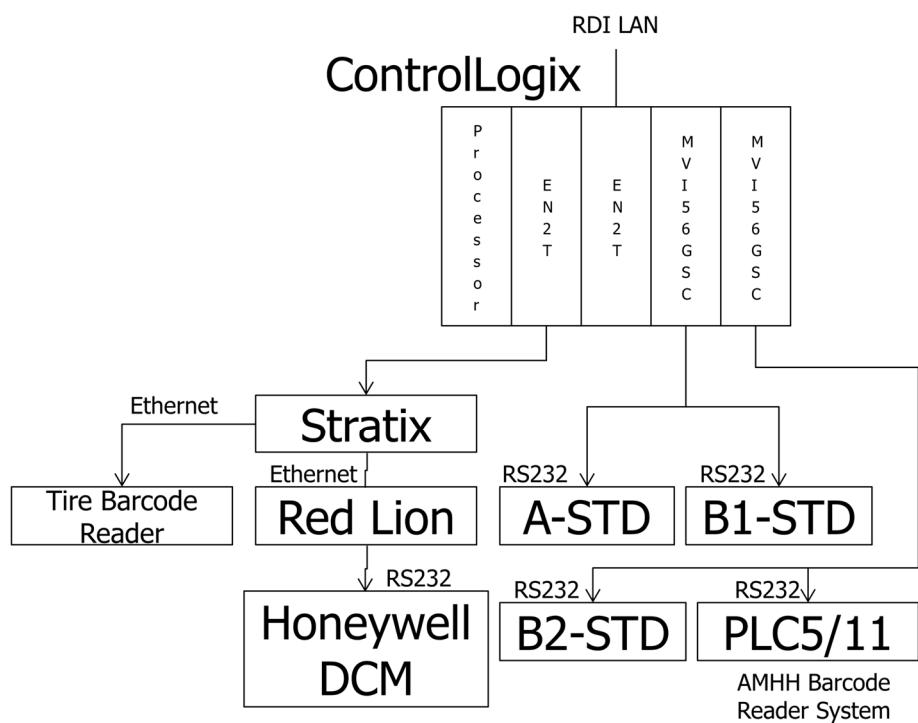 RDI LAN
ControlLogix
Processor
EN2T
EN2T
MVI56GSC
MVI56GSC
Ethernet
Stratix
Ethernet
RS232
RS232
Tire Barcode
Reader
Red Lion
A-STD
B1-STD
RS232
RS232
RS232
Honeywell
DCM
B2-STD
PLC5/11
AMHH Barcode
Reader System